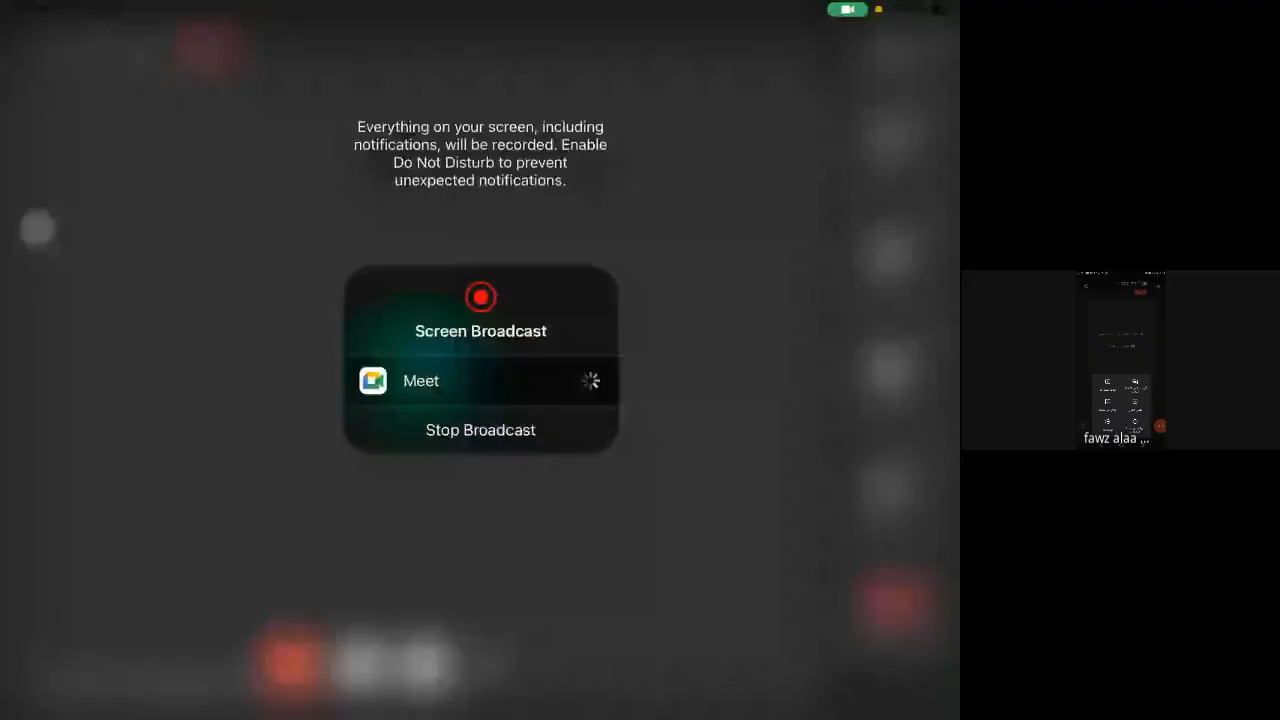 Everything on your screen, including
notifications, will be recorded. Enable
Do Not Disturb to prevent
unexpected notifications.
Screen Broadcast
Meet
Stop Broadcast
fawz alaa ...